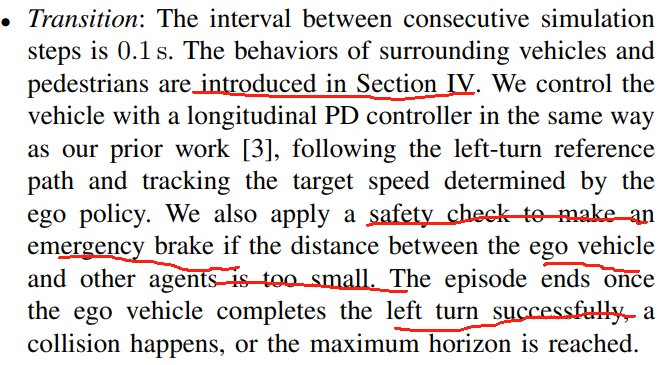 • Transition: The interval between consecutive simulation
steps is 0.1 s. The behaviors of surrounding vehicles and
pedestrians are introduced in Section IV. We control the
vehicle with a longitudinal PD controller in the same way
as our prior work [3], following the left-turn reference
path and tracking the target speed determined by the
ego policy. We also apply a safety check to make an
emergency brake if the distance between the ego vehicle
and other agents is too small. The episode ends once
the ego vehicle completes the left turn successfully, a
collision happens, or the maximum horizon is reached.